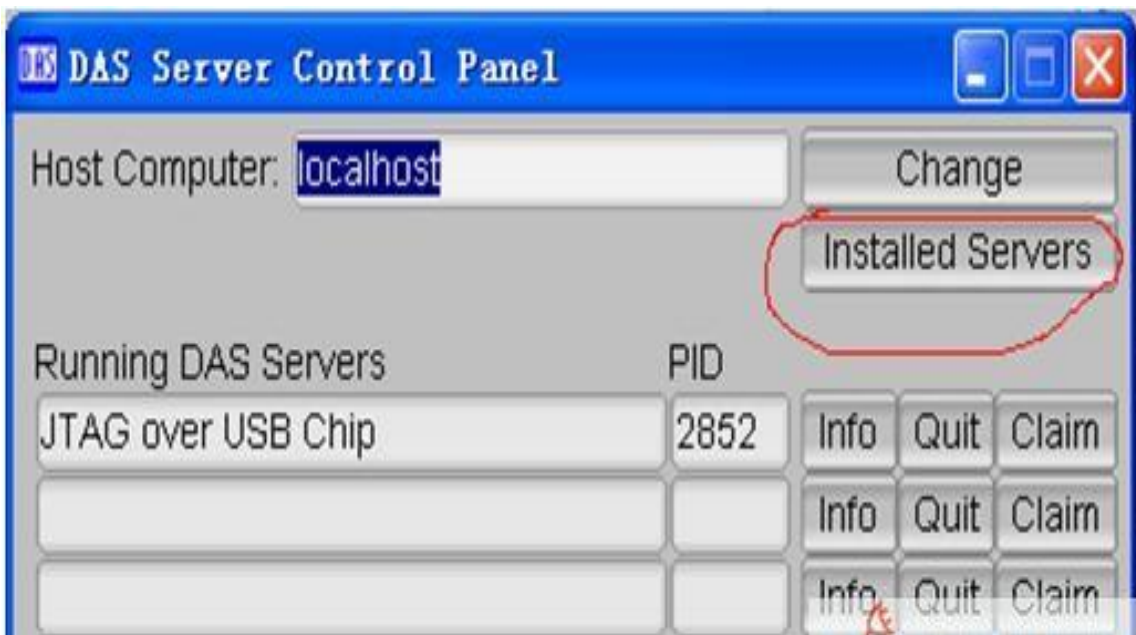 DAS DAS Server Control Panel
Host Computer: localhost Change
Installed Servers
Running DAS Servers PID
JTAG over USB Chip 2852 Info Quit Claim
Info Quit Claim
Info Quit Claim